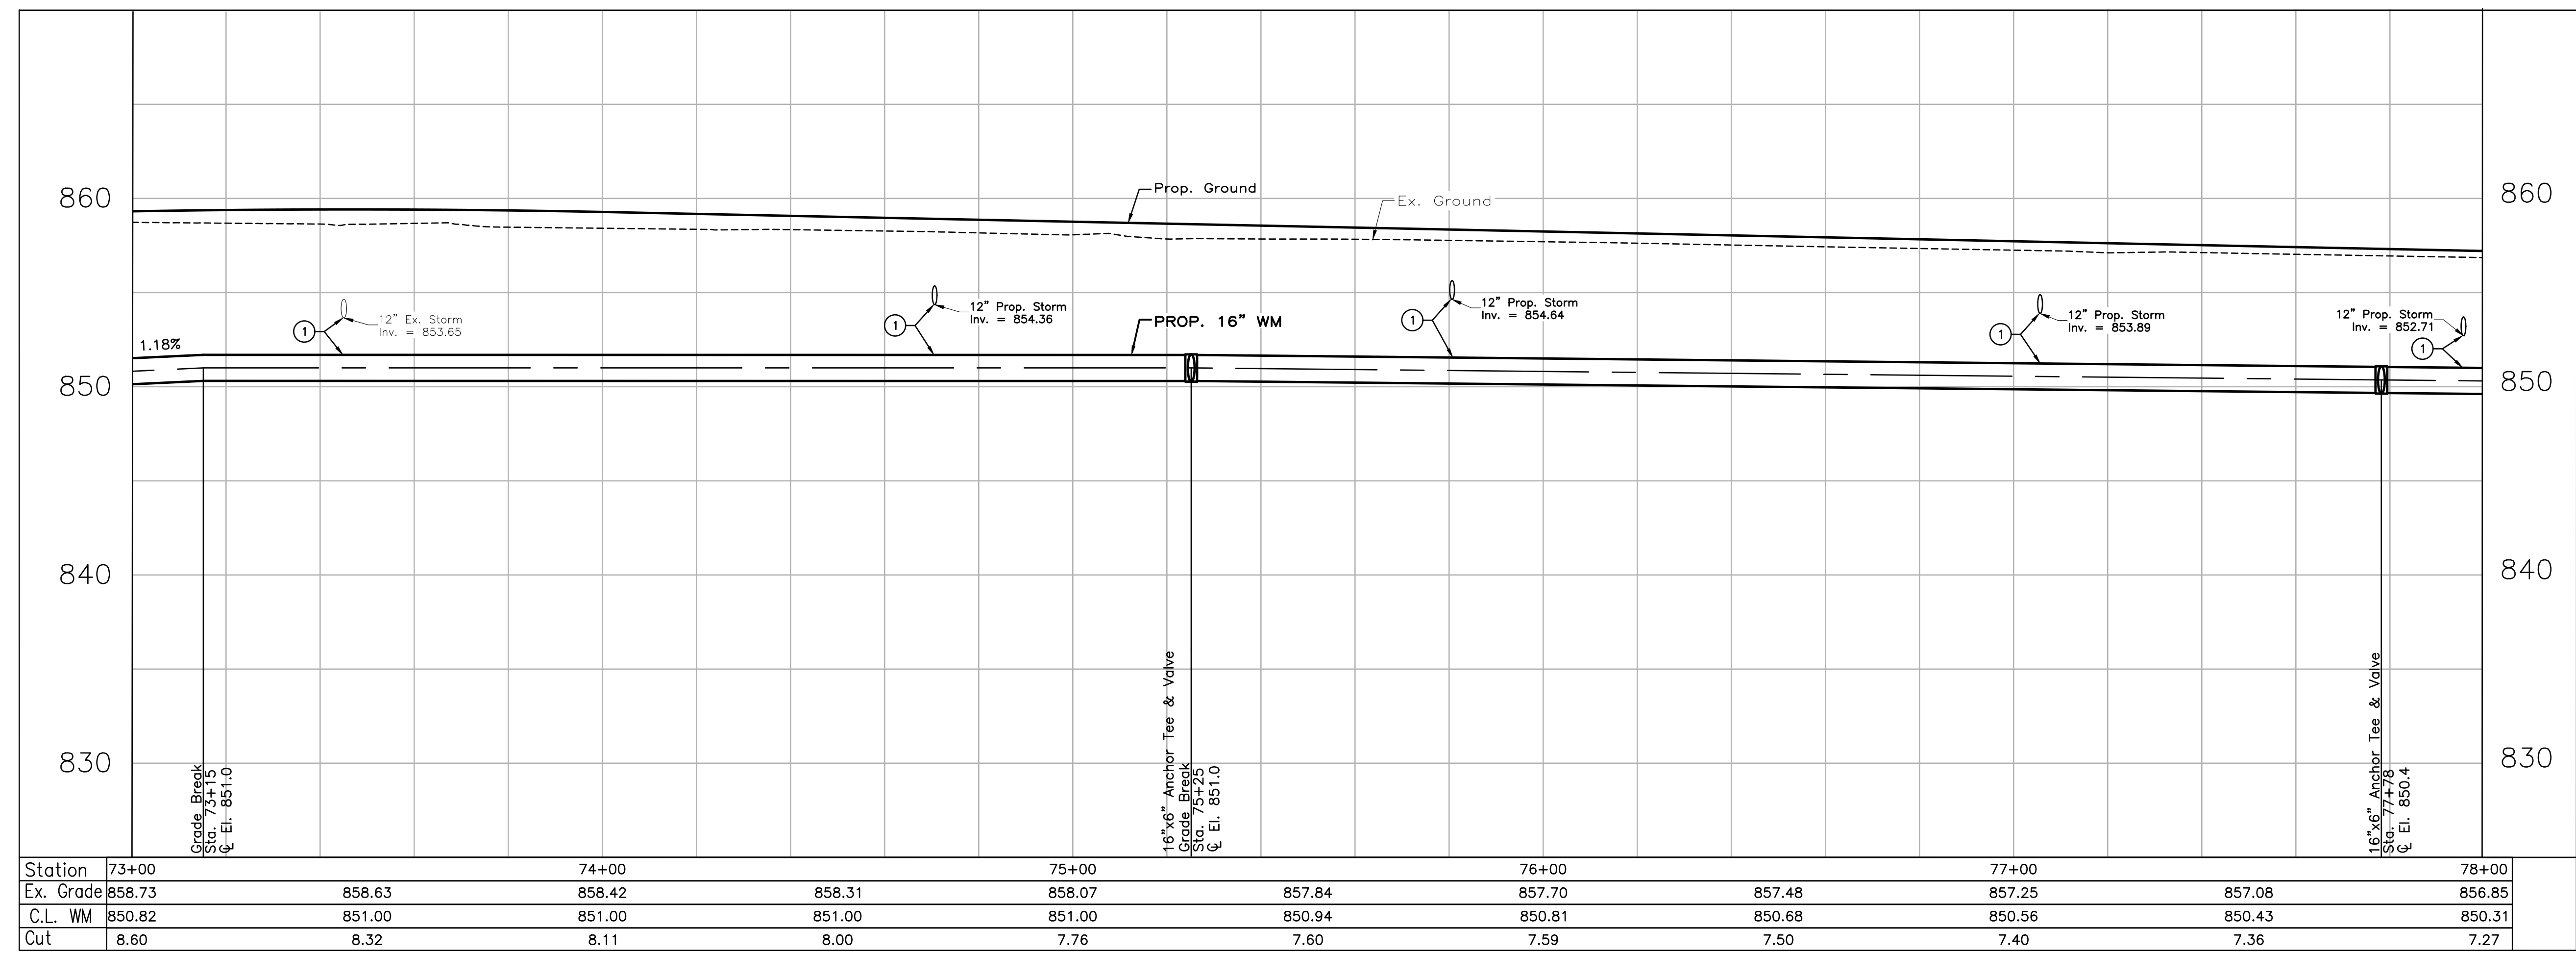 860
860
Prop. Ground
Ex. Ground
1
12" Ex. Storm
Inv. = 853.65
1
12" Prop. Storm
Inv. = 854.36
PROP. 16" WM
1
12" Prop. Storm
Inv. = 854.64
1
12" Prop. Storm
Inv. = 853.89
12" Prop. Storm
Inv. = 852.71
1
1.18%
850
850
840
840
830
830
Grade Break
Sta. 73+15
℄ El. 851.0
16"x6" Anchor Tee & Valve
Grade Break
Sta. 75+25
℄ El. 851.0
16"x6" Anchor Tee & Valve
Sta. 77+78
℄ El. 850.4
Station 73+00 74+00 75+00 76+00 77+00 78+00
Ex. Grade 858.73 858.63 858.42 858.31 858.07 857.84 857.70 857.48 857.25 857.08 856.85
C.L. WM 850.82 851.00 851.00 851.00 851.00 850.94 850.81 850.68 850.56 850.43 850.31
Cut 8.60 8.32 8.11 8.00 7.76 7.60 7.59 7.50 7.40 7.36 7.27